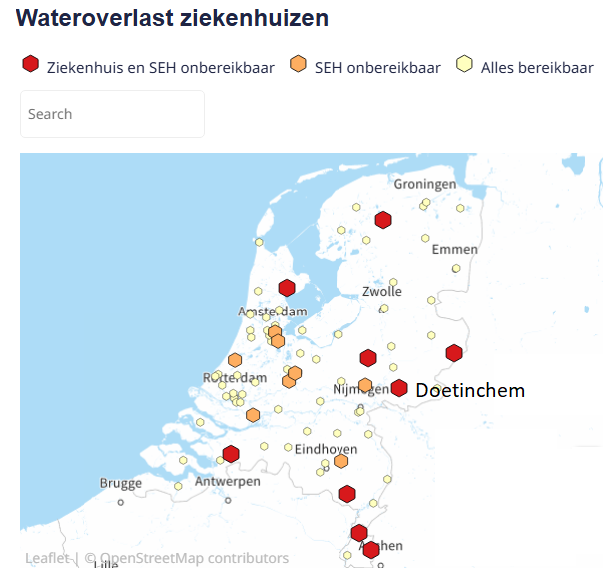 Wateroverlast ziekenhuizen
Ziekenhuis en SEH onbereikbaar
SEH onbereikbaar
Alles bereikbaar
Search
Groningen
Emmen
Zwolle
Amsterdam
Rotterdam
Nijmegen
Doetinchem
Eindhoven
Brugge
Antwerpen
Aachen
Lille
Leaflet | © OpenStreetMap contributors